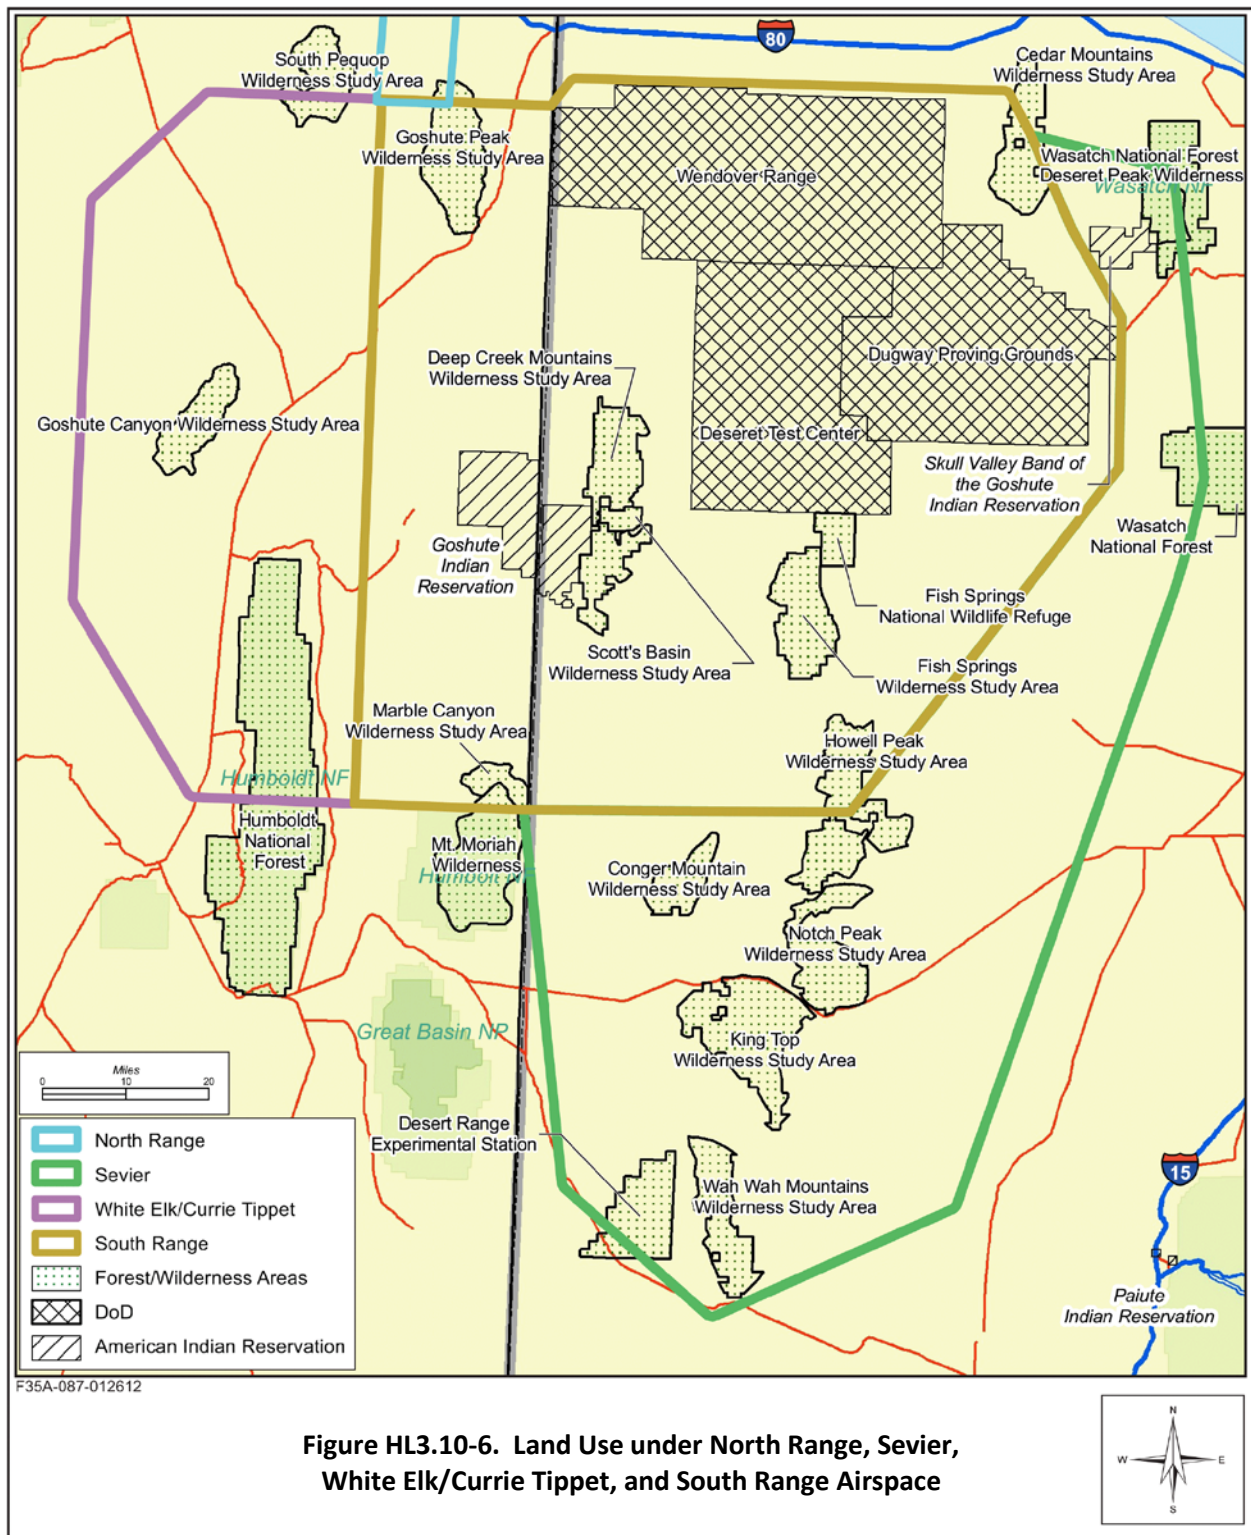 80
South Pequop
Wilderness Study Area
Cedar Mountains
Wilderness Study Area
Goshute Peak
Wilderness Study Area
Wendover Range
Wasatch National Forest
Deseret Peak Wilderness
Wasatch NF
Deep Creek Mountains
Wilderness Study Area
Dugway Proving Grounds
Goshute Canyon Wilderness Study Area
Deseret Test Center
Skull Valley Band of
the Goshute
Indian Reservation
Wasatch
National Forest
Goshute
Indian
Reservation
Fish Springs
National Wildlife Refuge
Scott's Basin
Wilderness Study Area
Fish Springs
Wilderness Study Area
Marble Canyon
Wilderness Study Area
Howell Peak
Wilderness Study Area
Humboldt NF
Humboldt
National
Forest
Mt. Moriah
Wilderness
Humbolt NF
Conger Mountain
Wilderness Study Area
Notch Peak
Wilderness Study Area
Great Basin NP
King Top
Wilderness Study Area
Miles
0 10 20
Desert Range
Experimental Station
Wah Wah Mountains
Wilderness Study Area
15
Paiute
Indian Reservation
North Range
Sevier
White Elk/Currie Tippet
South Range
Forest/Wilderness Areas
DoD
American Indian Reservation
F35A-087-012612
Figure HL3.10-6. Land Use under North Range, Sevier,
White Elk/Currie Tippet, and South Range Airspace
N
W E
S